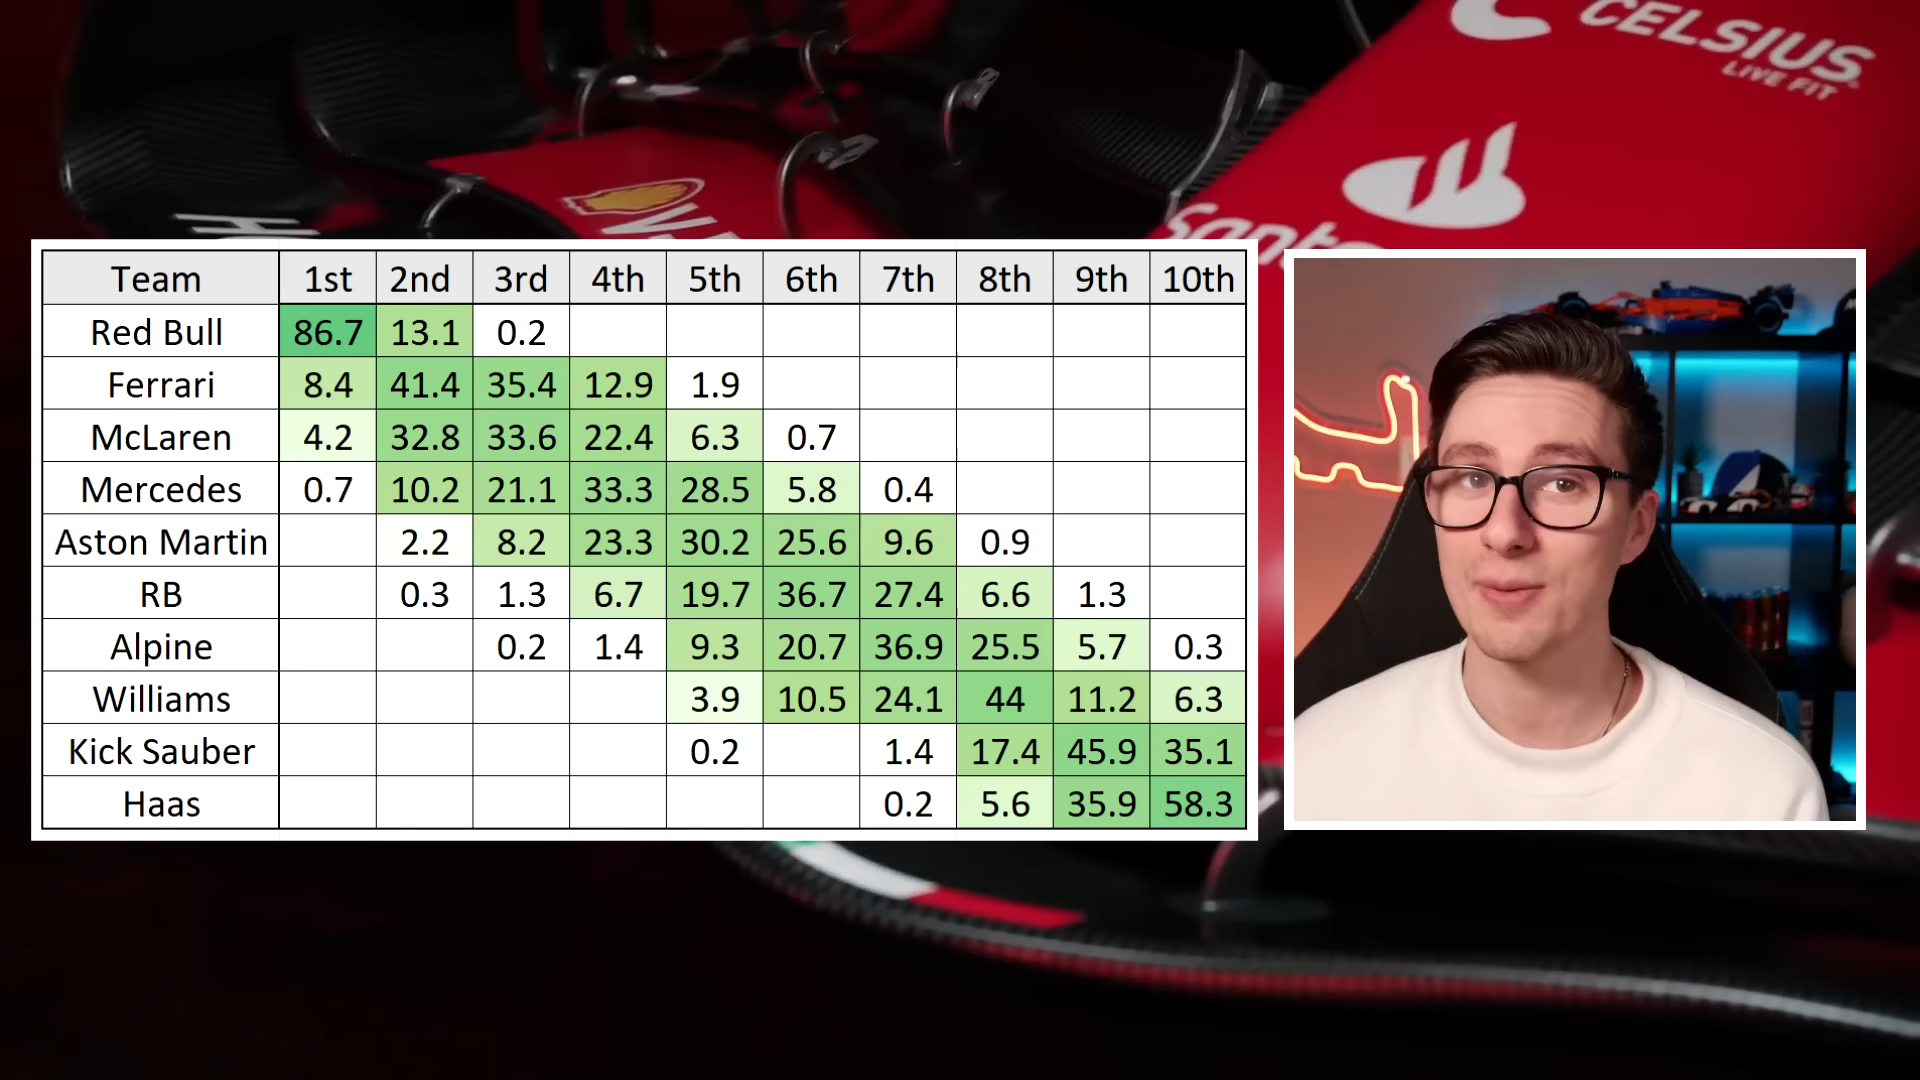 CELSIUS
LIVE FIT
Team 1st 2nd 3rd 4th 5th 6th 7th 8th 9th 10th
Red Bull 86.7 13.1 0.2
Ferrari 8.4 41.4 35.4 12.9 1.9
McLaren 4.2 32.8 33.6 22.4 6.3 0.7
Mercedes 0.7 10.2 21.1 33.3 28.5 5.8 0.4
Aston Martin 2.2 8.2 23.3 30.2 25.6 9.6 0.9
RB 0.3 1.3 6.7 19.7 36.7 27.4 6.6 1.3
Alpine 0.2 1.4 9.3 20.7 36.9 25.5 5.7 0.3
Williams 3.9 10.5 24.1 44 11.2 6.3
Kick Sauber 0.2 1.4 17.4 45.9 35.1
Haas 0.2 5.6 35.9 58.3